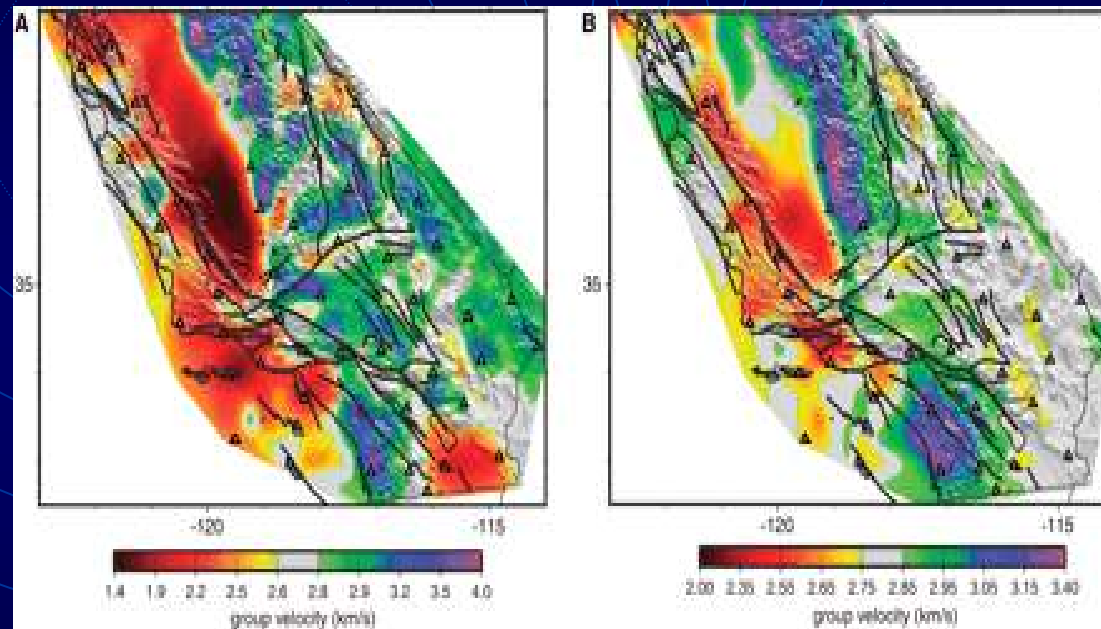 A
B
35
-120 -115
-120 -115
1.4 1.9 2.2 2.5 2.6 2.8 2.9 3.2 3.5 4.0
group velocity (km/s)
2.00 2.35 2.55 2.65 2.75 2.85 2.95 3.05 3.15 3.40
group velocity (km/s)